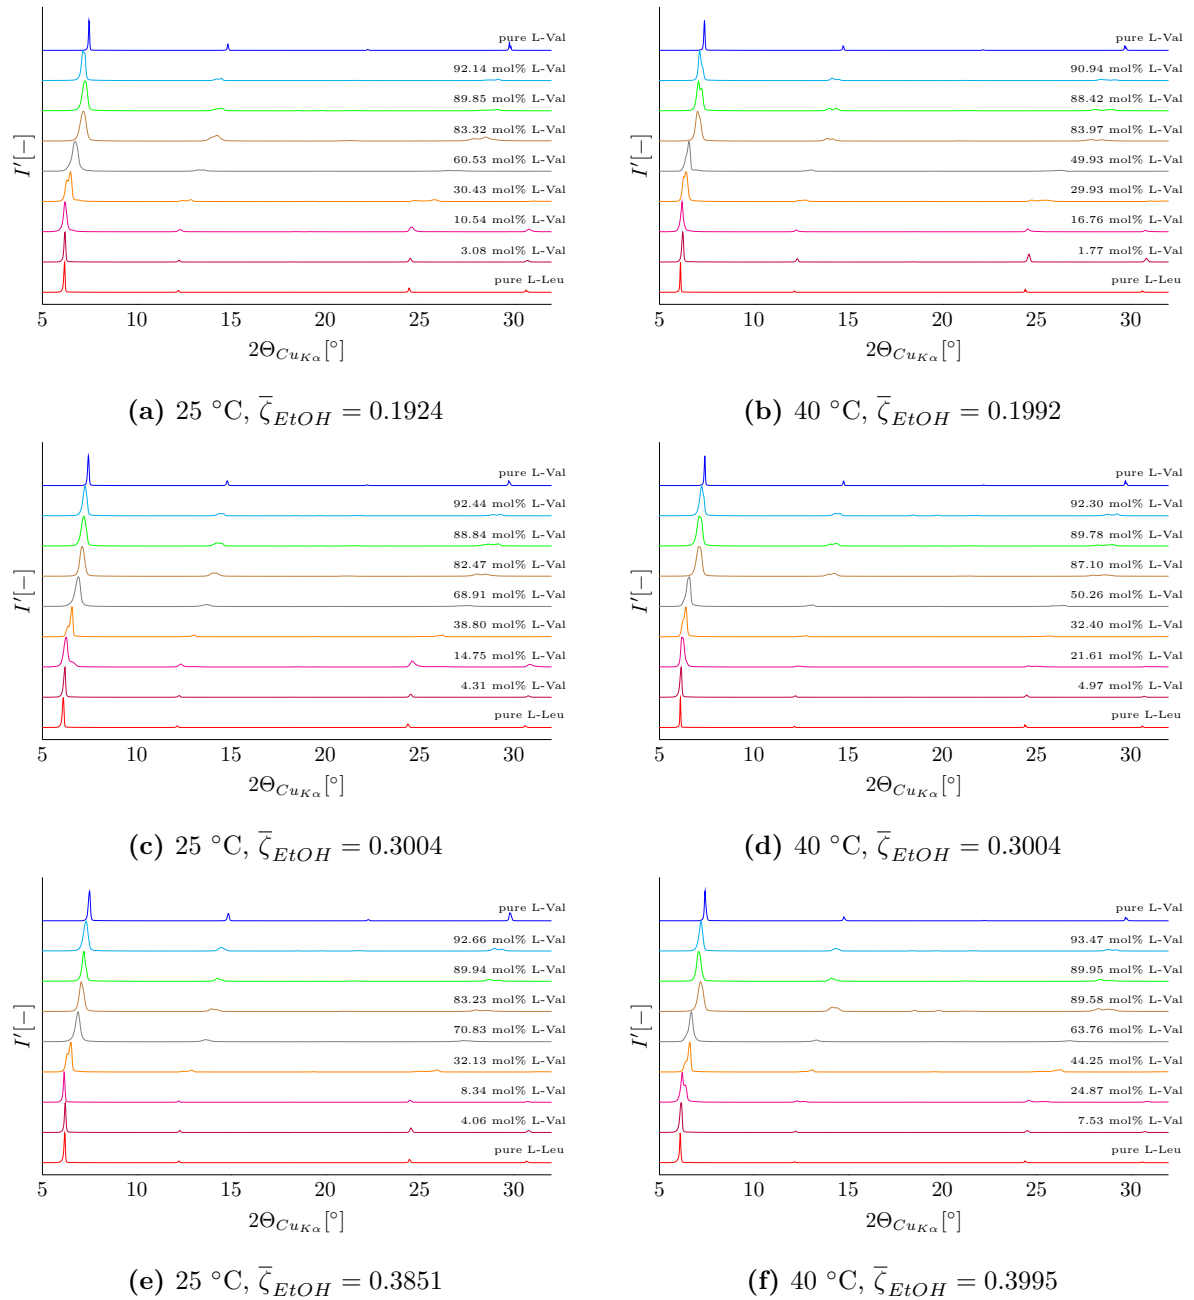 pure L-Val
92.14 mol% L-Val
89.85 mol% L-Val
83.32 mol% L-Val
60.53 mol% L-Val
30.43 mol% L-Val
10.54 mol% L-Val
3.08 mol% L-Val
pure L-Leu
I′[−]
5 10 15 20 25 30
2Θ_{Cu_{Kα}}[°]
(a) 25 °C, ζ̅_{EtOH} = 0.1924
pure L-Val
90.94 mol% L-Val
88.42 mol% L-Val
83.97 mol% L-Val
49.93 mol% L-Val
29.93 mol% L-Val
16.76 mol% L-Val
1.77 mol% L-Val
pure L-Leu
I′[−]
5 10 15 20 25 30
2Θ_{Cu_{Kα}}[°]
(b) 40 °C, ζ̅_{EtOH} = 0.1992
pure L-Val
92.44 mol% L-Val
88.84 mol% L-Val
82.47 mol% L-Val
68.91 mol% L-Val
38.80 mol% L-Val
14.75 mol% L-Val
4.31 mol% L-Val
pure L-Leu
I′[−]
5 10 15 20 25 30
2Θ_{Cu_{Kα}}[°]
(c) 25 °C, ζ̅_{EtOH} = 0.3004
pure L-Val
92.30 mol% L-Val
89.78 mol% L-Val
87.10 mol% L-Val
50.26 mol% L-Val
32.40 mol% L-Val
21.61 mol% L-Val
4.97 mol% L-Val
pure L-Leu
I′[−]
5 10 15 20 25 30
2Θ_{Cu_{Kα}}[°]
(d) 40 °C, ζ̅_{EtOH} = 0.3004
pure L-Val
92.66 mol% L-Val
89.94 mol% L-Val
83.23 mol% L-Val
70.83 mol% L-Val
32.13 mol% L-Val
8.34 mol% L-Val
4.06 mol% L-Val
pure L-Leu
I′[−]
5 10 15 20 25 30
2Θ_{Cu_{Kα}}[°]
(e) 25 °C, ζ̅_{EtOH} = 0.3851
pure L-Val
93.47 mol% L-Val
89.95 mol% L-Val
89.58 mol% L-Val
63.76 mol% L-Val
44.25 mol% L-Val
24.87 mol% L-Val
7.53 mol% L-Val
pure L-Leu
I′[−]
5 10 15 20 25 30
2Θ_{Cu_{Kα}}[°]
(f) 40 °C, ζ̅_{EtOH} = 0.3995